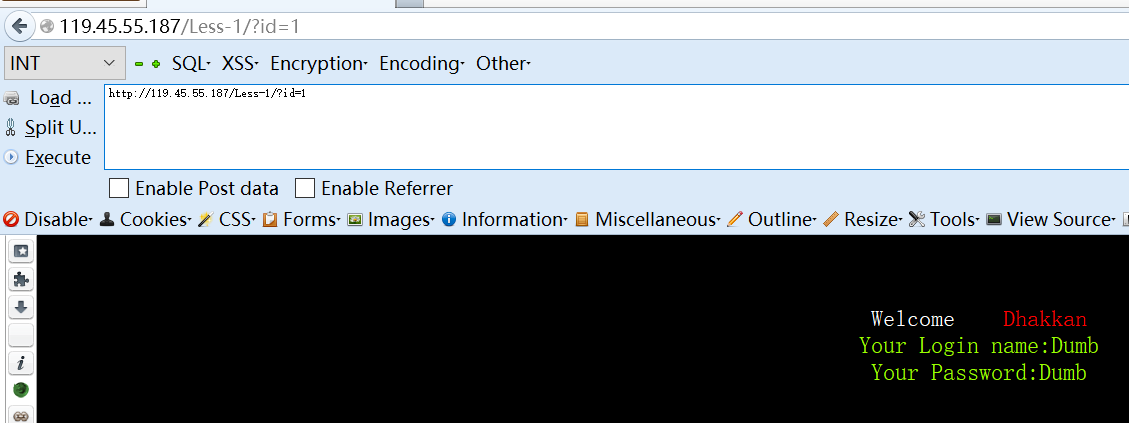 119.45.55.187/Less-1/?id=1
INT SQL XSS Encryption Encoding Other
Load ...
http://119.45.55.187/Less-1/?id=1
Split U...
Execute
Enable Post data Enable Referrer
Disable Cookies CSS Forms Images Information Miscellaneous Outline Resize Tools View Source
Welcome Dhakkan
Your Login name:Dumb
Your Password:Dumb